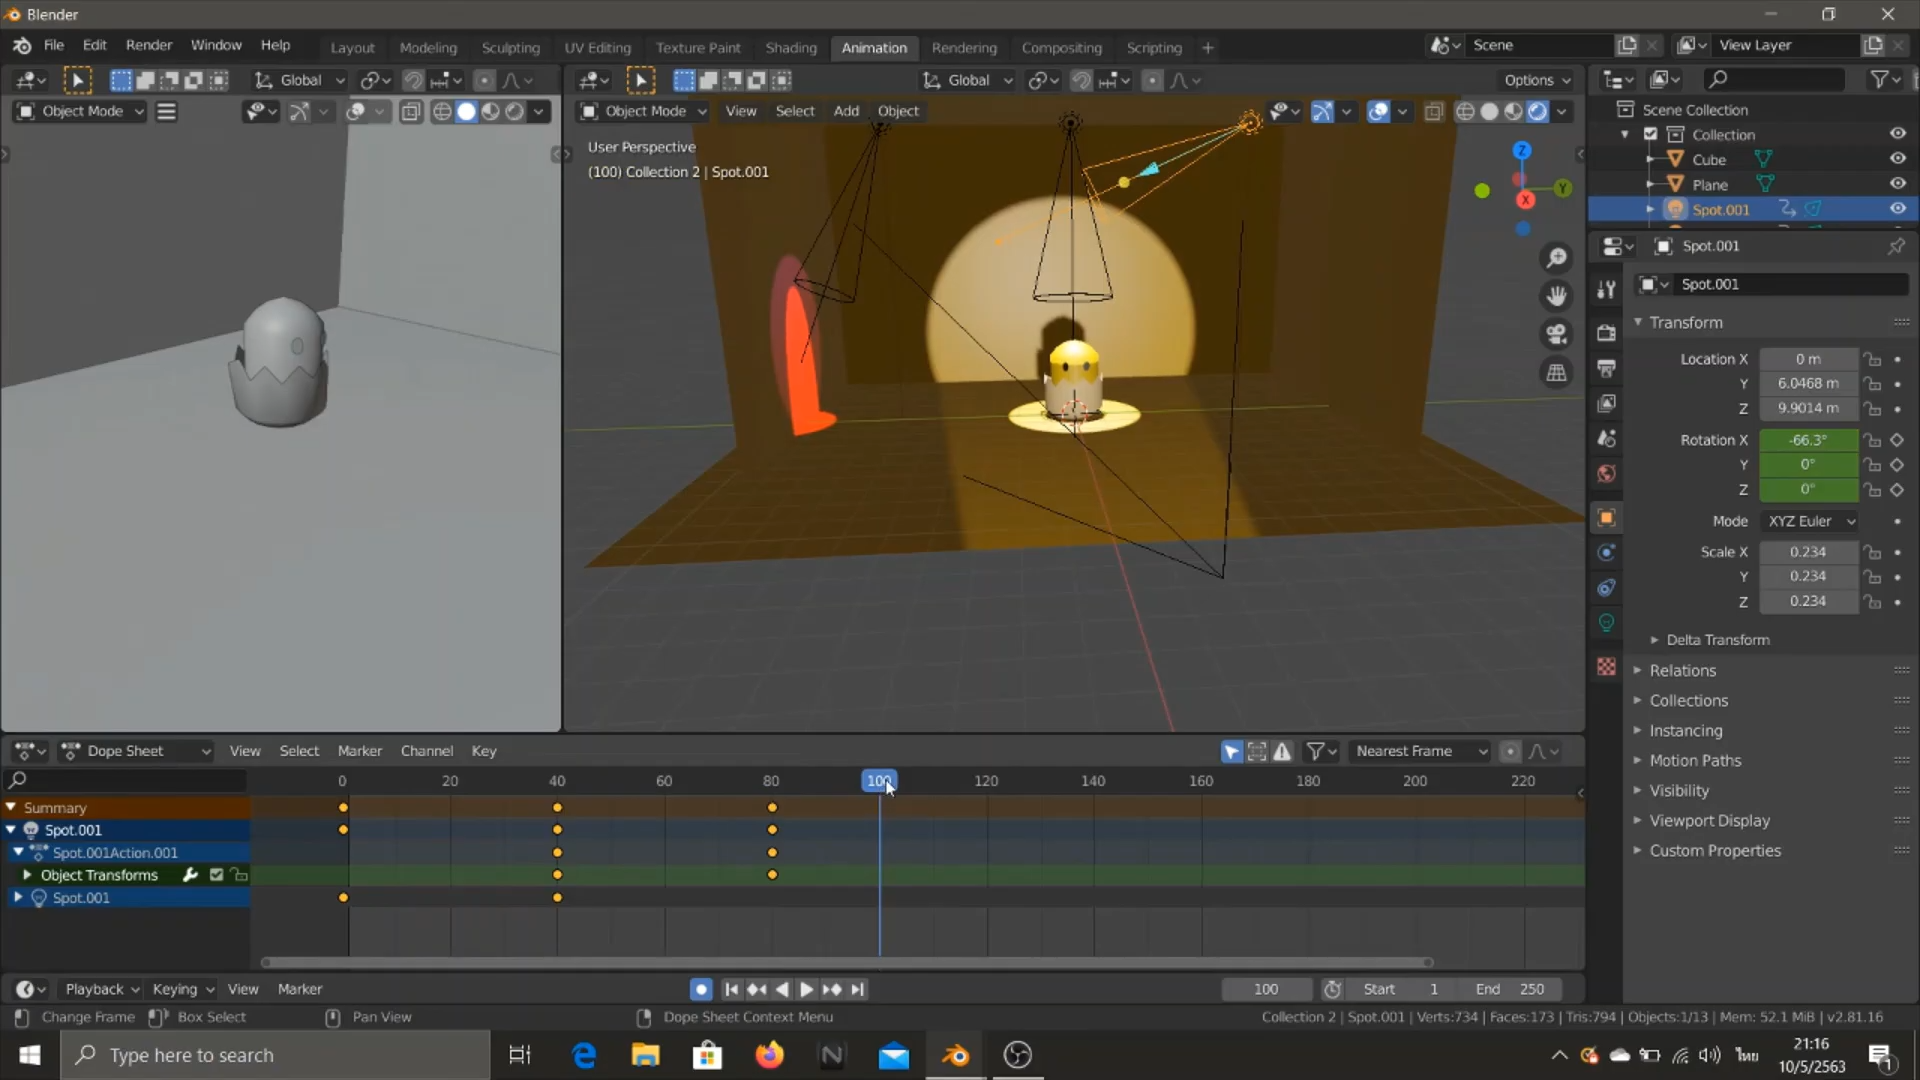 Blender
File Edit Render Window Help Layout Modeling Sculpting UV Editing Texture Paint Shading Animation Rendering Compositing Scripting + Scene View Layer
Global Global Options
Object Mode Object Mode View Select Add Object
User Perspective
(100) Collection 2 | Spot.001
Z
Y
X
Scene Collection
Collection
Cube
Plane
Spot.001
Spot.001
Spot.001
Transform
Location X 0 m
Y 6.0468 m
Z 9.9014 m
Rotation X -66.3°
Y 0°
Z 0°
Mode XYZ Euler
Scale X 0.234
Y 0.234
Z 0.234
Delta Transform
Relations
Collections
Instancing
Motion Paths
Visibility
Viewport Display
Custom Properties
Dope Sheet View Select Marker Channel Key Nearest Frame
0 20 40 60 80 100 120 140 160 180 200 220
Summary
Spot.001
Spot.001Action.001
Object Transforms
Spot.001
Playback Keying View Marker 100 Start 1 End 250
Change Frame Box Select Pan View Dope Sheet Context Menu Collection 2 | Spot.001 | Verts:734 | Faces:173 | Tris:794 | Objects:1/13 | Mem: 52.1 MiB | v2.81.16
Type here to search ไทย 21:16
10/5/2563
1